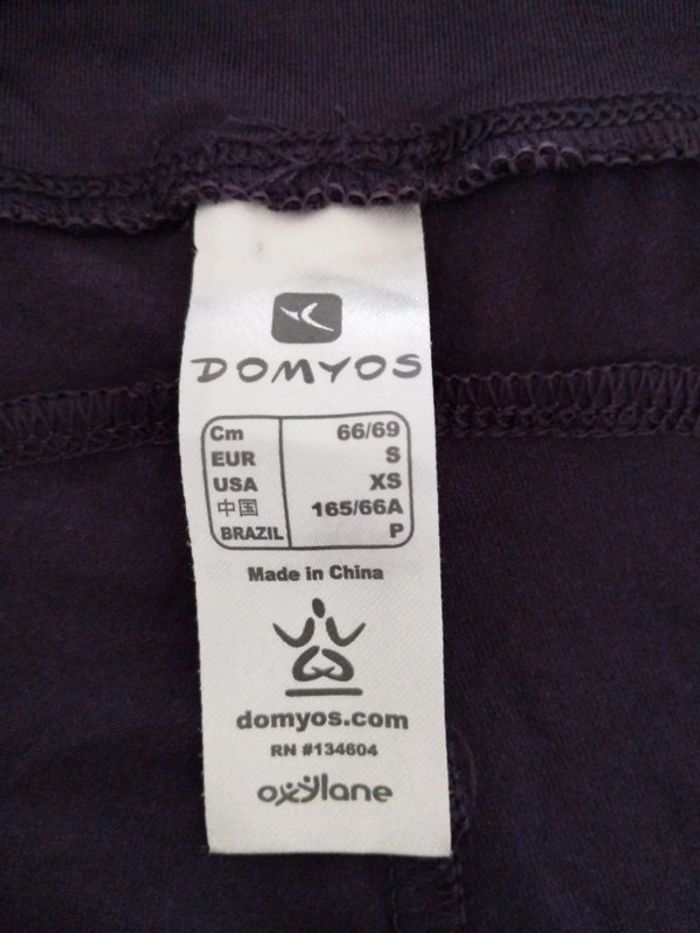 DOMYOS
Cm 66/69
EUR S
USA XS
中国 165/66A
BRAZIL P
Made in China
domyos.com
RN #134604
oxylane